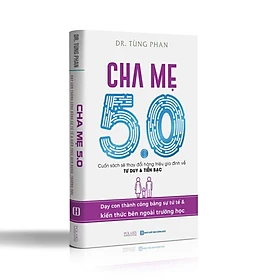 DR. TÙNG PHAN
CHA MẸ
5.0
Cuốn sách sẽ thay đổi hàng triệu gia đình về
TƯ DUY & TIỀN BẠC
Dạy con thành công bằng sự tử tế &
kiến thức bên ngoài trường học
DR. TÙNG PHAN
CHA MẸ 5.0